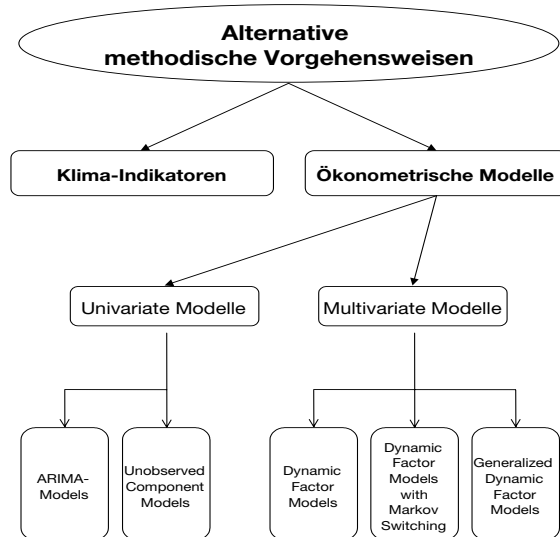 Alternative
methodische Vorgehensweisen
Klima-Indikatoren
Ökonometrische Modelle
Univariate Modelle
Multivariate Modelle
ARIMA-
Models
Unobserved
Component
Models
Dynamic
Factor
Models
Dynamic
Factor
Models
with
Markov
Switching
Generalized
Dynamic
Factor
Models